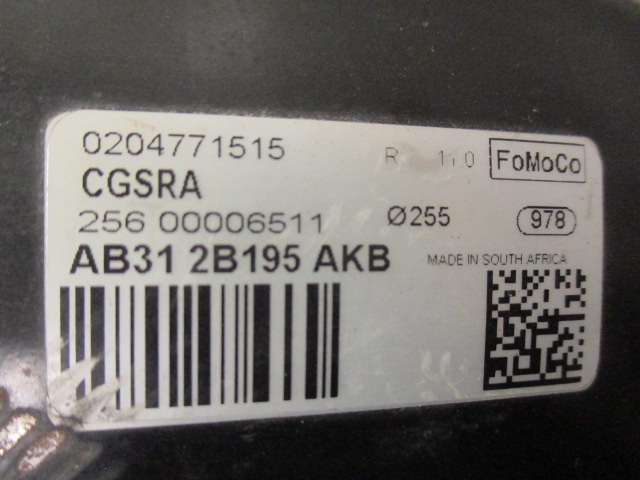 0204771515
FoMoCo
CGSRA
256 00006511 Ø255 978
AB31 2B195 AKB MADE IN SOUTH AFRICA